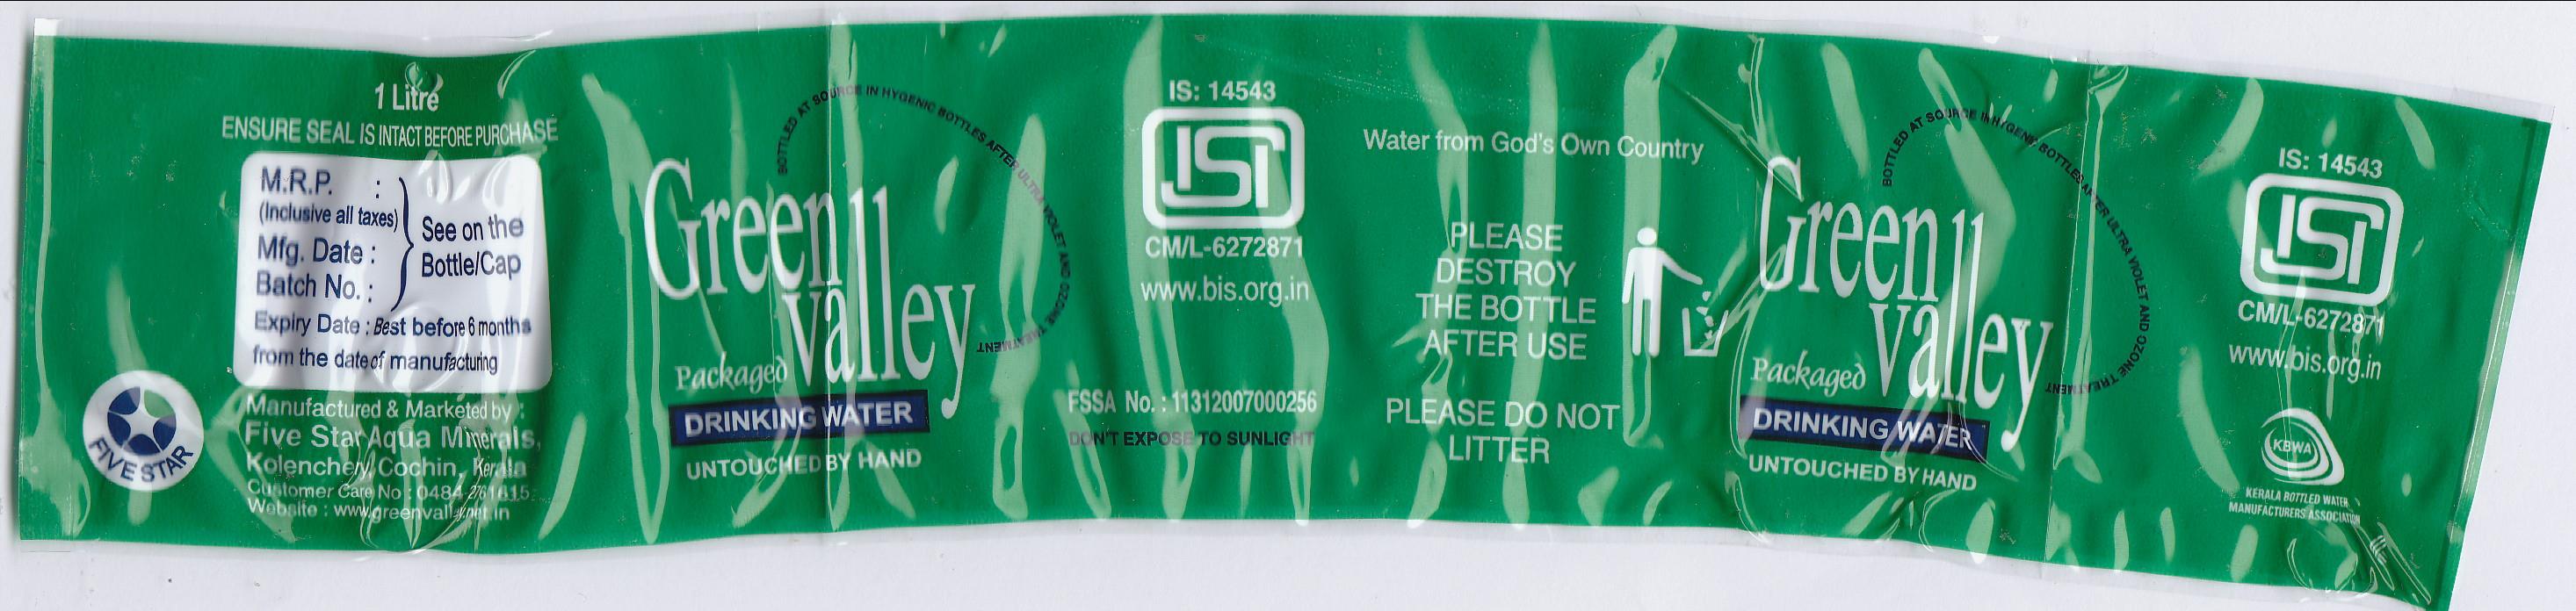 1 Litre
ENSURE SEAL IS INTACT BEFORE PURCHASE
M.R.P. :
(Inclusive all taxes)
Mfg. Date :
Batch No. :
See on the
Bottle/Cap
Expiry Date : Best before 6 months
from the date of manufacturing
FIVE STAR
Manufactured & Marketed by :
Five Star Aqua Minerals,
Kolenchery, Cochin, Kerala
Customer Care No : 0484-2761615
Website : www.greenvalley.net.in
BOTTLED AT SOURCE IN HYGENIC BOTTLES AFTER ULTRA VIOLET AND OZONE TREATMENT
Green
valley
Packaged
DRINKING WATER
UNTOUCHED BY HAND
IS: 14543
ISI
CM/L-6272871
www.bis.org.in
FSSA No. : 11312007000256
DON'T EXPOSE TO SUNLIGHT
Water from God's Own Country
PLEASE
DESTROY
THE BOTTLE
AFTER USE
PLEASE DO NOT
LITTER
BOTTLED AT SOURCE IN HYGENIC BOTTLES AFTER ULTRA VIOLET AND OZONE TREATMENT
Green
valley
Packaged
DRINKING WATER
UNTOUCHED BY HAND
IS: 14543
ISI
CM/L-6272871
www.bis.org.in
KBWA
KERALA BOTTLED WATER
MANUFACTURERS ASSOCIATION